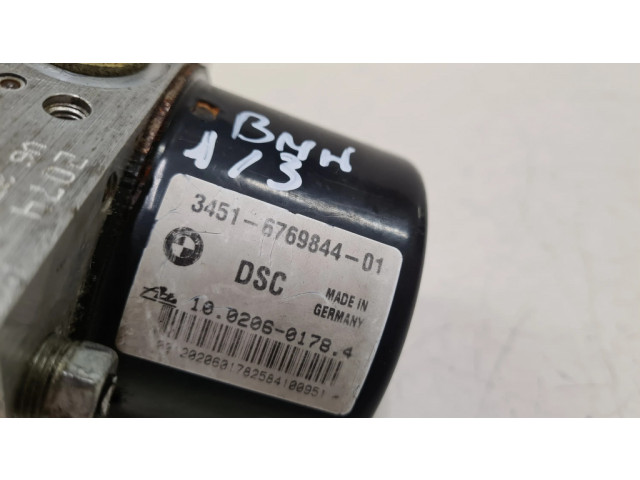 BMW
1/3
3451-6769844-01
DSC
MADE IN
GERMANY
10.0206-0178.4